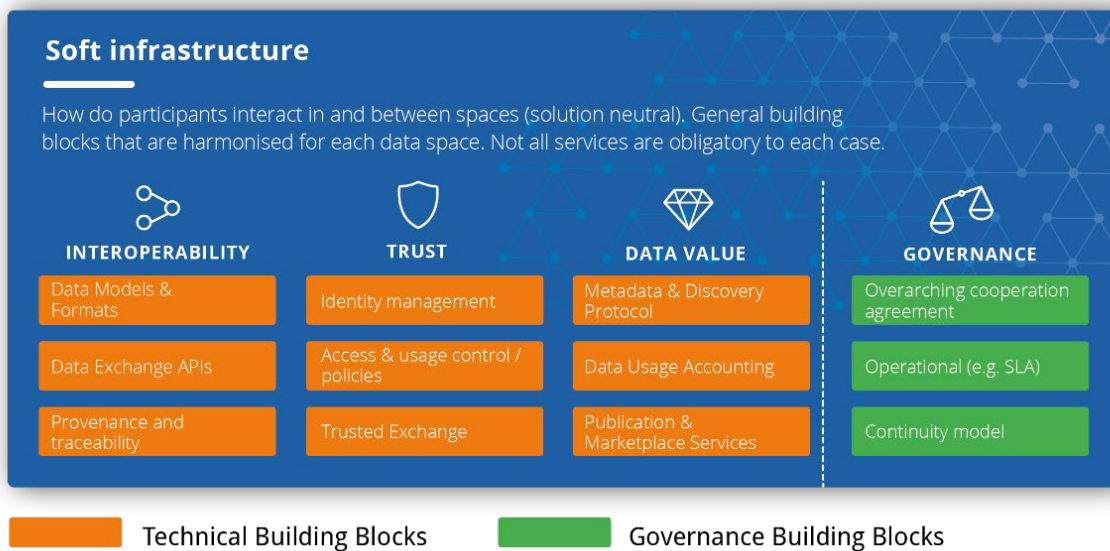 Soft infrastructure
How do participants interact in and between spaces (solution neutral). General building
blocks that are harmonised for each data space. Not all services are obligatory to each case.
INTEROPERABILITY
Data Models &
Formats
Data Exchange APIs
Provenance and
traceability
TRUST
Identity management
Access & usage control /
policies
Trusted Exchange
DATA VALUE
Metadata & Discovery
Protocol
Data Usage Accounting
Publication &
Marketplace Services
GOVERNANCE
Overarching cooperation
agreement
Operational (e.g. SLA)
Continuity model
Technical Building Blocks
Governance Building Blocks